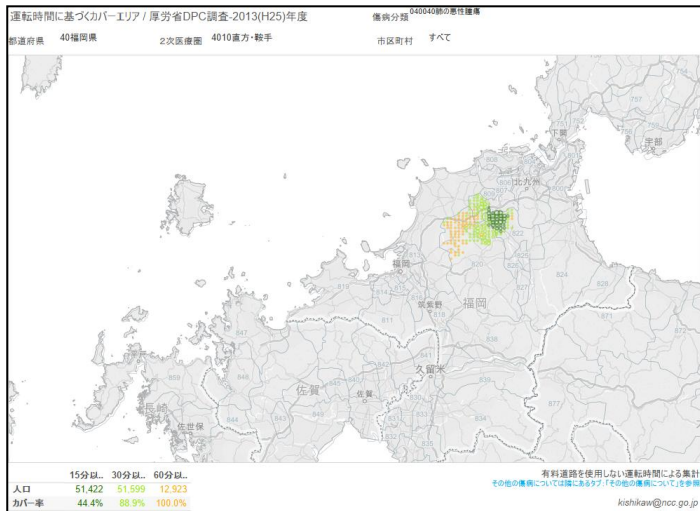 運転時間に基づくカバーエリア / 厚労省DPC調査-2013(H25)年度
傷病分類 040040肺の悪性腫瘍
都道府県 40福岡県 2次医療圏 4010直方・鞍手 市区町村 すべて
下関
宇部
北九州
福岡
筑紫野
福岡
久留米
佐賀
佐賀
長崎
佐世保
15分以.. 30分以.. 60分以..
人口 51,422 51,599 12,923
カバー率 44.4% 88.9% 100.0%
有料道路を使用しない運転時間による集計
その他の傷病については隣にあるタブ:「その他の傷病について」を参照
kishikaw@ncc.go.jp